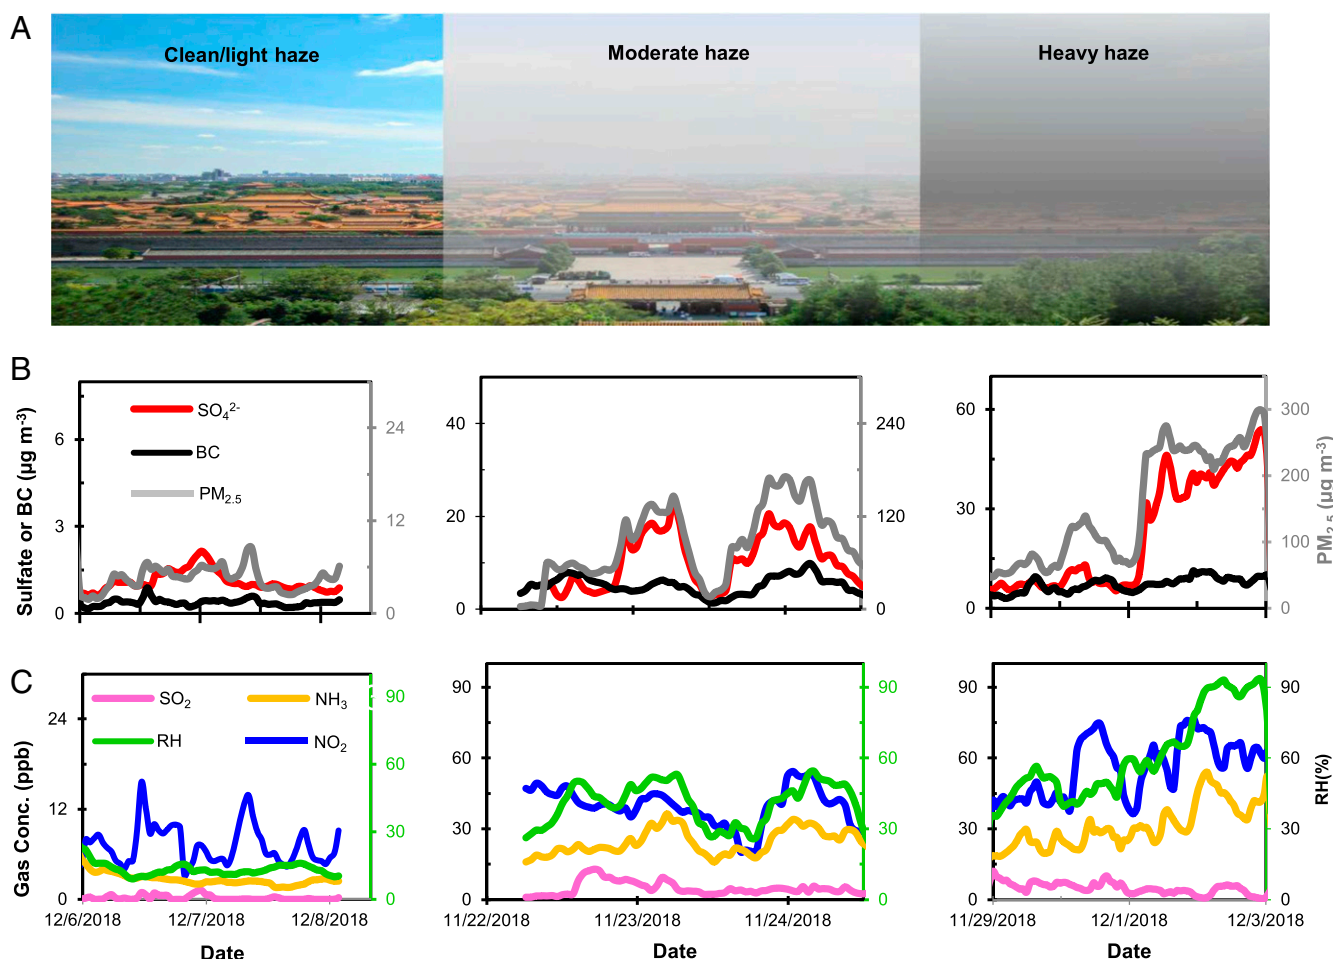 A
Clean/light haze
Moderate haze
Heavy haze
B
Sulfate or BC (µg m-3)
6
3
0
SO42-
BC
PM2.5
24
12
0
40
20
0
240
120
0
60
30
0
300
200
100
0
PM2.5 (µg m-3)
C
Gas Conc. (ppb)
24
12
0
SO2
NH3
RH
NO2
90
60
30
0
12/6/2018
12/7/2018
12/8/2018
Date
90
60
30
0
90
60
30
0
11/22/2018
11/23/2018
11/24/2018
Date
90
60
30
0
90
60
30
0
RH(%)
11/29/2018
12/1/2018
12/3/2018
Date